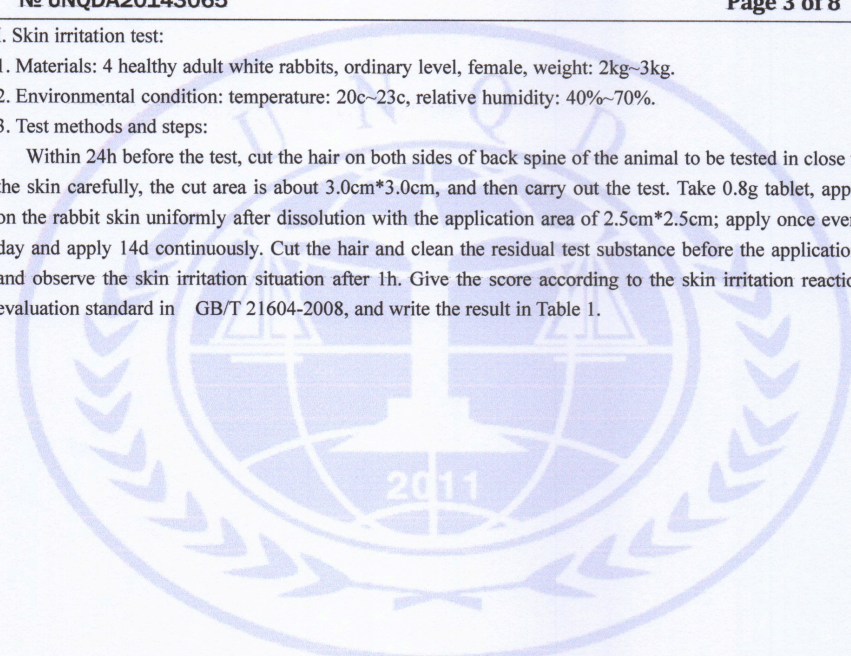 № UNQDA20143065 Page 3 of 8
. Skin irritation test:
1. Materials: 4 healthy adult white rabbits, ordinary level, female, weight: 2kg~3kg.
2. Environmental condition: temperature: 20c~23c, relative humidity: 40%~70%.
3. Test methods and steps:
Within 24h before the test, cut the hair on both sides of back spine of the animal to be tested in close
the skin carefully, the cut area is about 3.0cm*3.0cm, and then carry out the test. Take 0.8g tablet, app
on the rabbit skin uniformly after dissolution with the application area of 2.5cm*2.5cm; apply once ever
day and apply 14d continuously. Cut the hair and clean the residual test substance before the applicatio
and observe the skin irritation situation after 1h. Give the score according to the skin irritation reactio
evaluation standard in GB/T 21604-2008, and write the result in Table 1.
U N Q D
2011